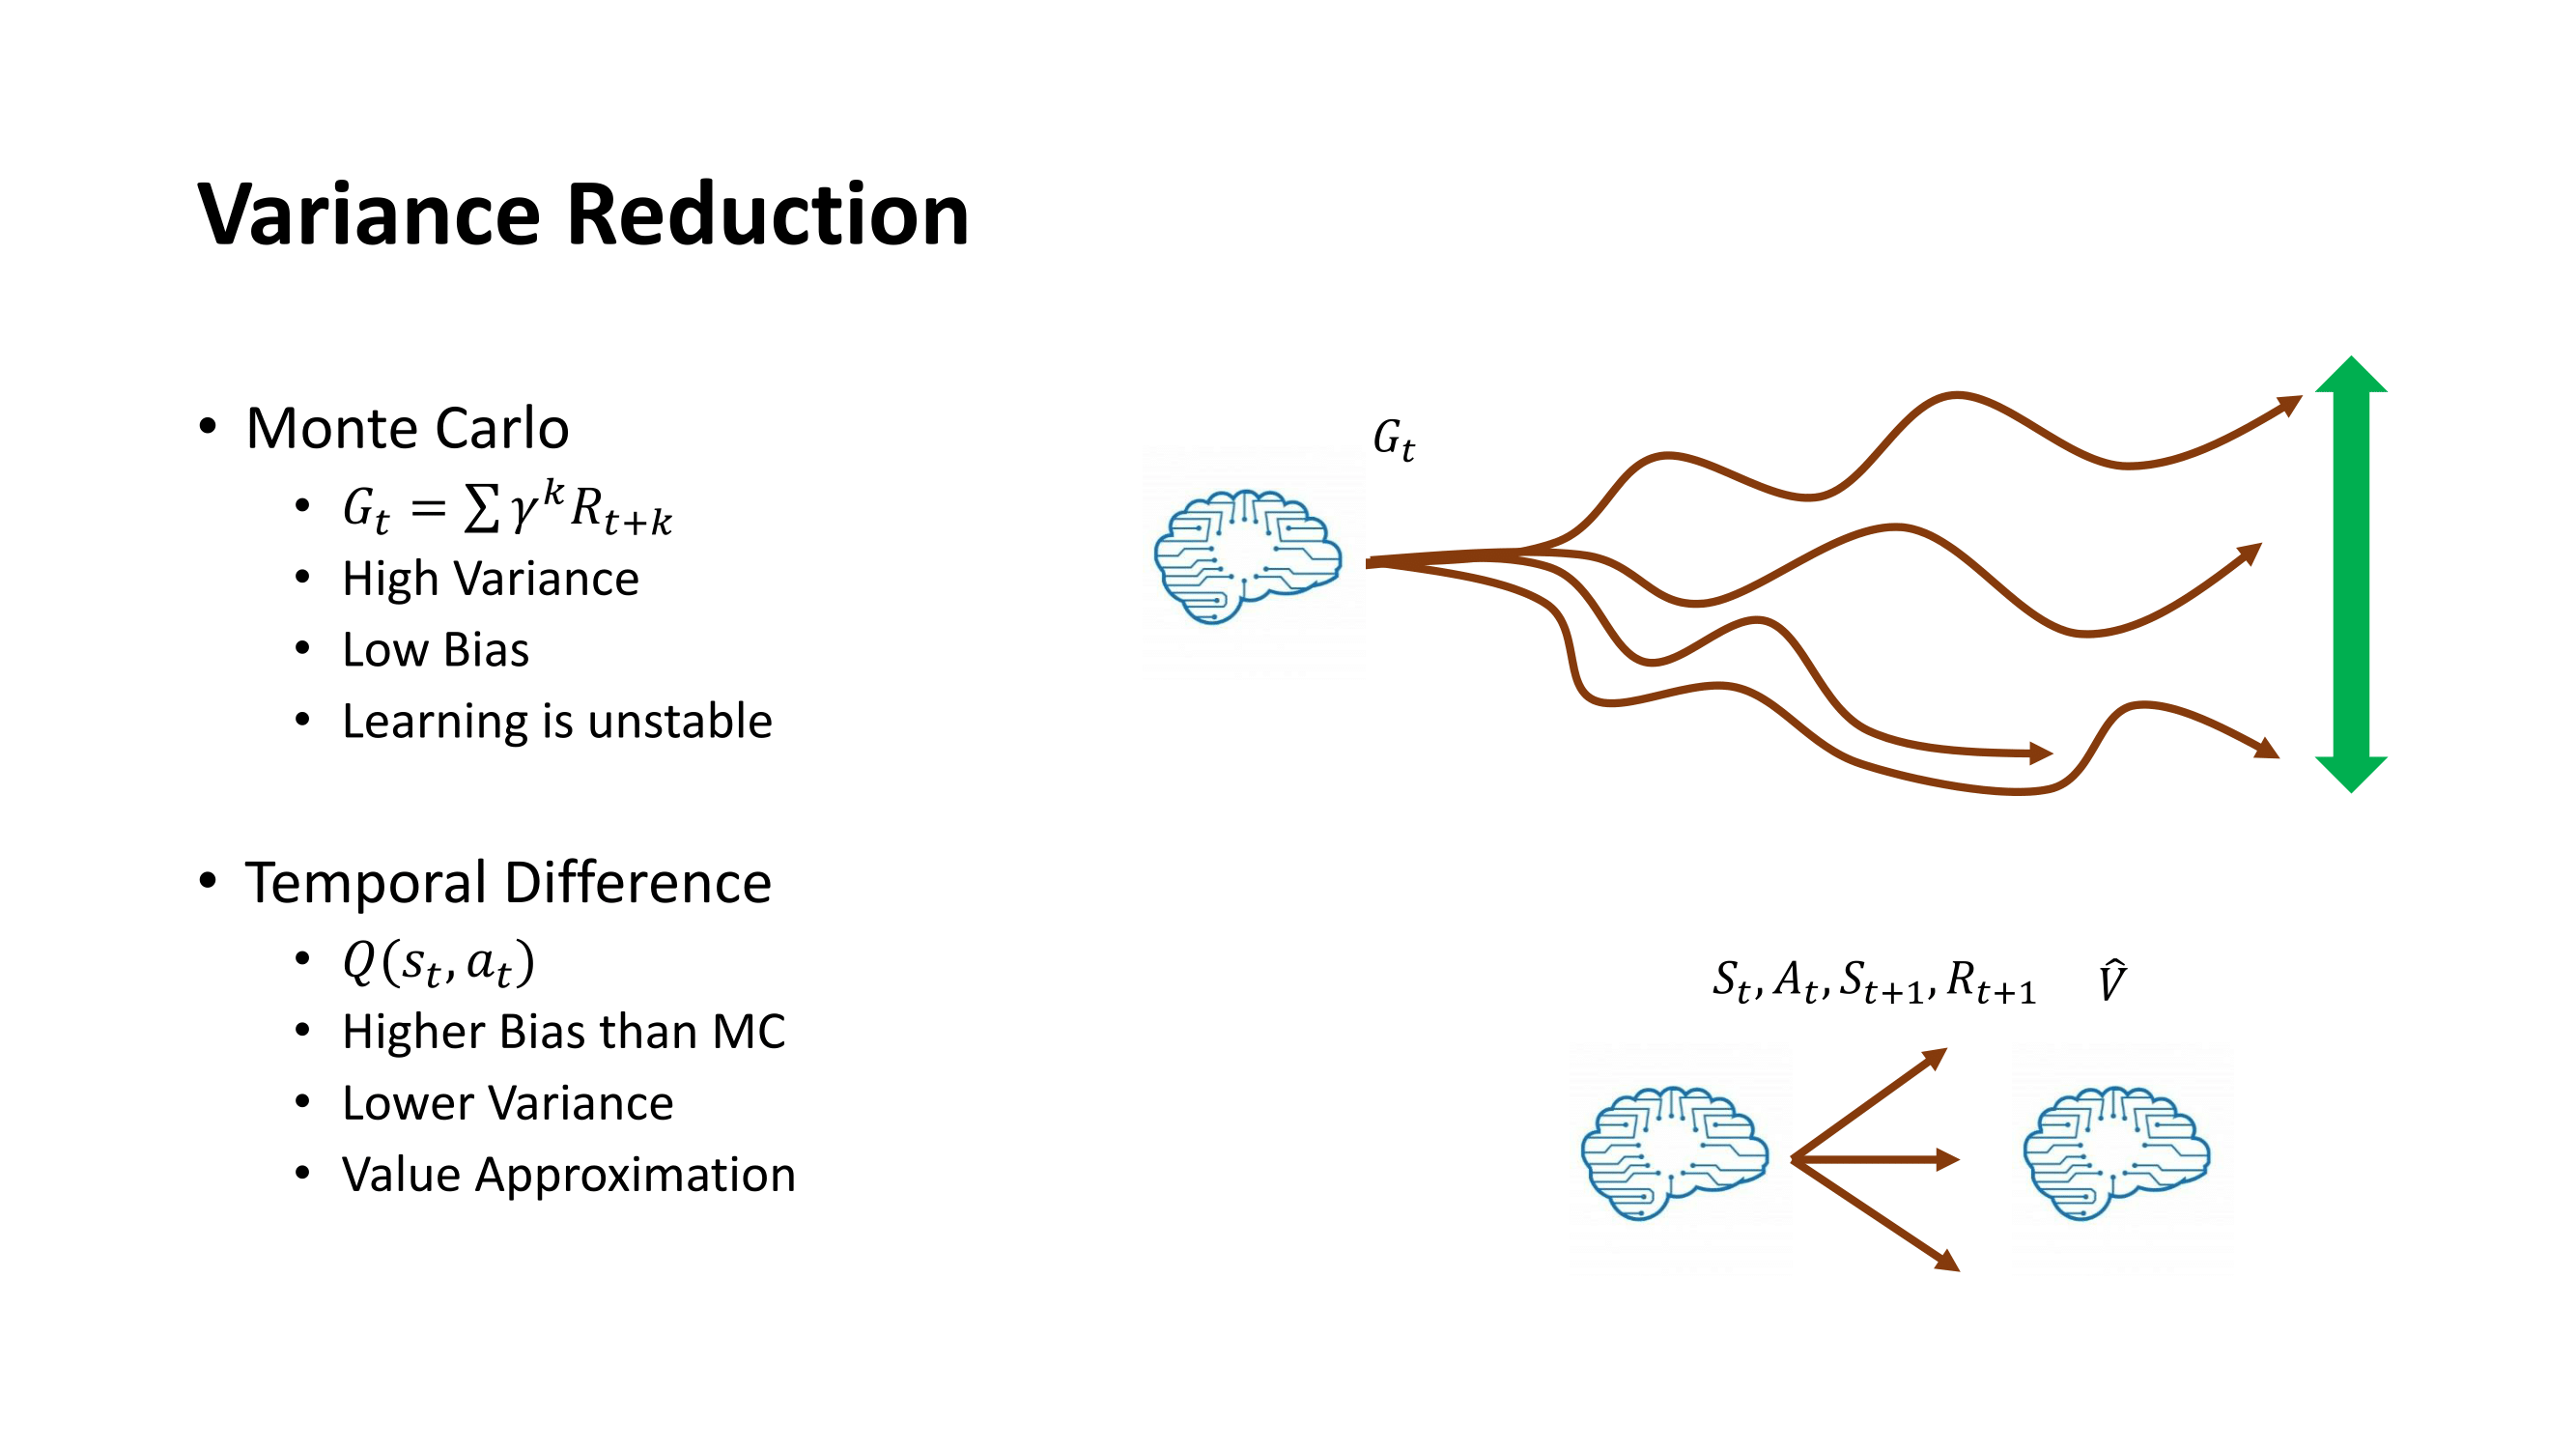 Variance Reduction
• Monte Carlo
• $G_t = \sum \gamma^k R_{t+k}$
• High Variance
• Low Bias
• Learning is unstable
• Temporal Difference
• $Q(s_t, a_t)$
• Higher Bias than MC
• Lower Variance
• Value Approximation
$G_t$
$S_t, A_t, S_{t+1}, R_{t+1}$ $\hat{V}$